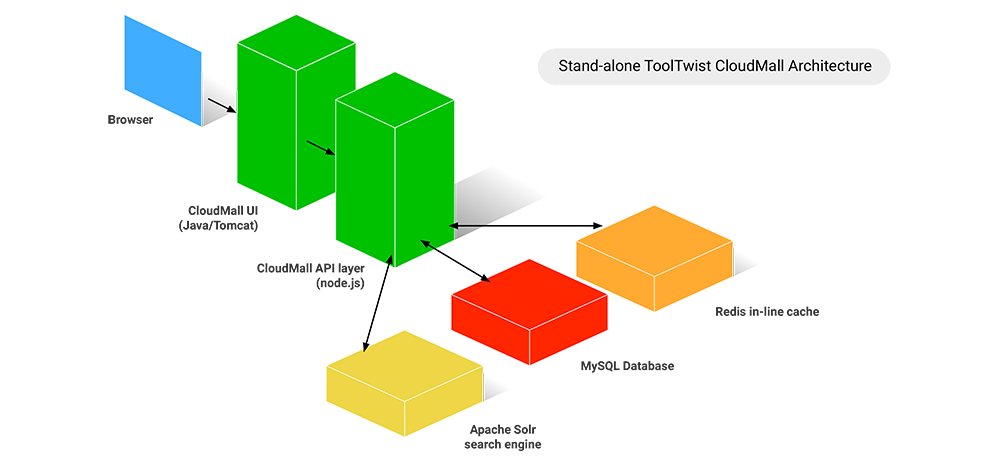 Stand-alone ToolTwist CloudMall Architecture
Browser
CloudMall UI
(Java/Tomcat)
CloudMall API layer
(node.js)
Redis in-line cache
MySQL Database
Apache Solr
search engine